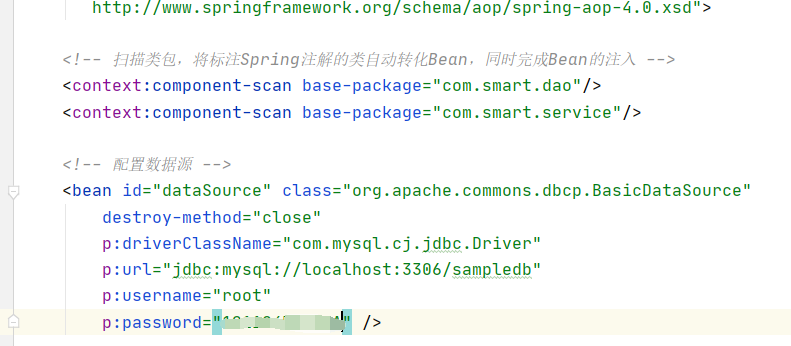 http://www.springframework.org/schema/aop/spring-aop-4.0.xsd">
<!-- 扫描类包，将标注Spring注解的类自动转化Bean，同时完成Bean的注入 -->
<context:component-scan base-package="com.smart.dao"/>
<context:component-scan base-package="com.smart.service"/>
<!-- 配置数据源 -->
<bean id="dataSource" class="org.apache.commons.dbcp.BasicDataSource"
destroy-method="close"
p:driverClassName="com.mysql.cj.jdbc.Driver"
p:url="jdbc:mysql://localhost:3306/sampledb"
p:username="root"
p:password="" />